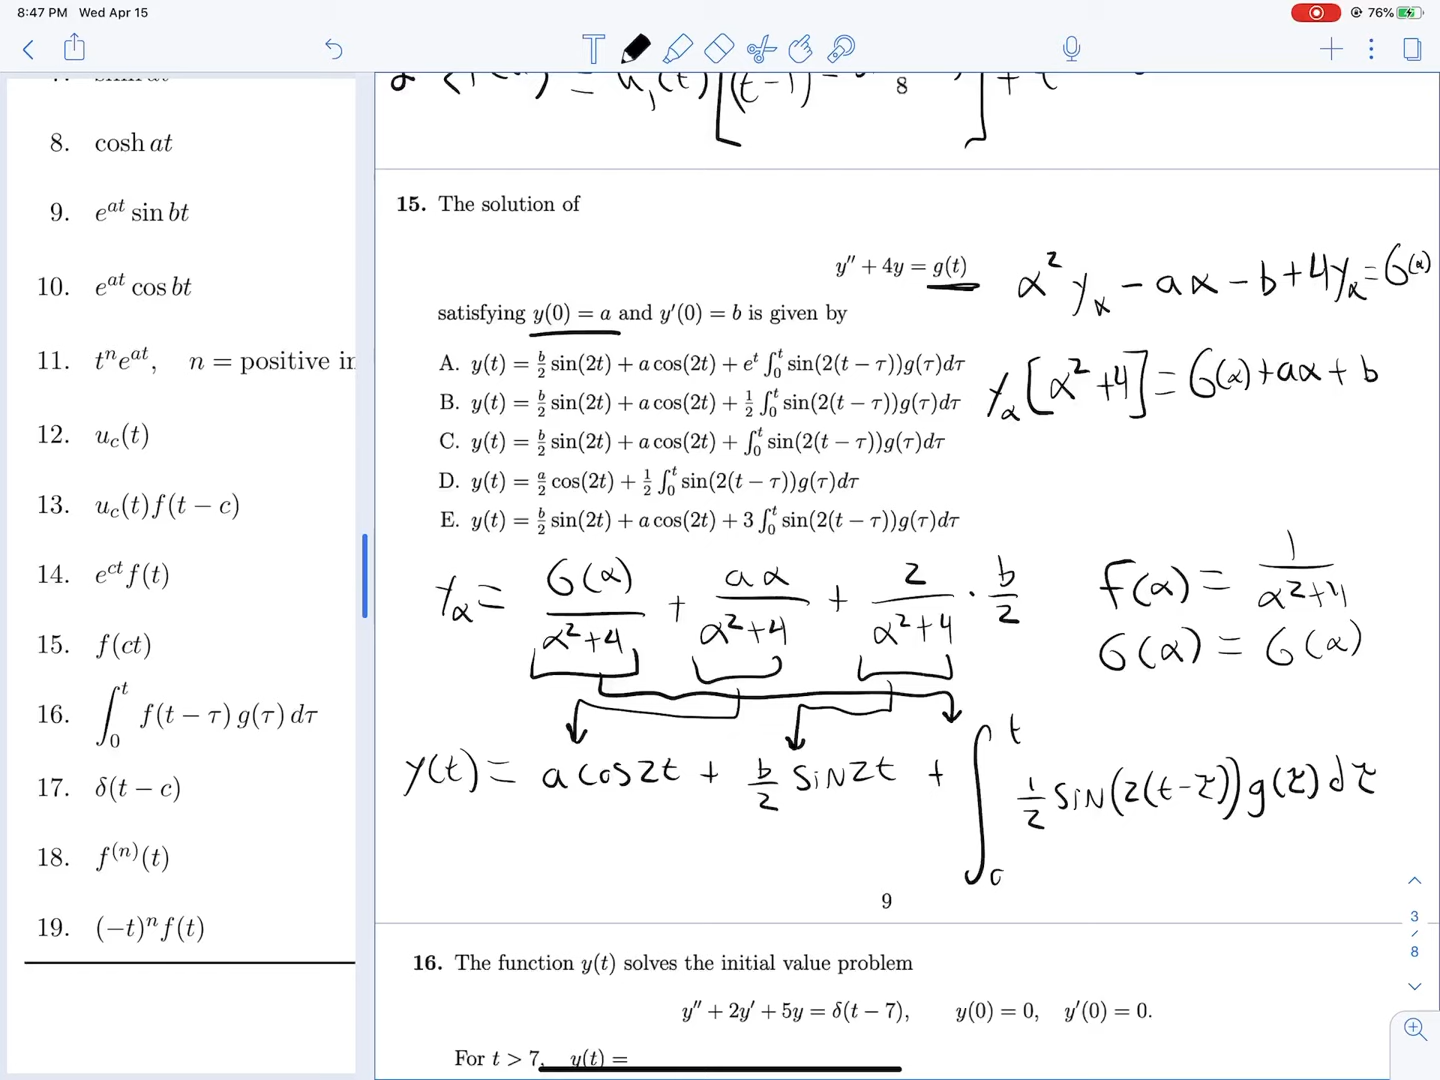 8:47 PM Wed Apr 15
76%
T
8. cosh at
9. e^{at} sin bt
10. e^{at} cos bt
11. t^n e^{at}, n = positive in
12. u_c(t)
13. u_c(t)f(t − c)
14. e^{ct} f(t)
15. f(ct)
16. ∫_0^t f(t − τ) g(τ) dτ
17. δ(t − c)
18. f^{(n)}(t)
19. (−t)^n f(t)
= u_1(t)[(t-1)
] + t
8
15. The solution of
y″ + 4y = g(t)
α² y_α − aα − b + 4y_α = G(α)
satisfying y(0) = a and y′(0) = b is given by
A. y(t) = b/2 sin(2t) + a cos(2t) + e^t ∫_0^t sin(2(t − τ))g(τ)dτ
y_α[α² + 4] = G(α) + aα + b
B. y(t) = b/2 sin(2t) + a cos(2t) + 1/2 ∫_0^t sin(2(t − τ))g(τ)dτ
C. y(t) = b/2 sin(2t) + a cos(2t) + ∫_0^t sin(2(t − τ))g(τ)dτ
D. y(t) = a/2 cos(2t) + 1/2 ∫_0^t sin(2(t − τ))g(τ)dτ
E. y(t) = b/2 sin(2t) + a cos(2t) + 3 ∫_0^t sin(2(t − τ))g(τ)dτ
y_α = G(α)/(α²+4) + aα/(α²+4) + 2/(α²+4) · b/2
F(α) = 1/(α²+4)
G(α) = G(α)
y(t) = a cos2t + b/2 sin2t + ∫_0^t 1/2 sin(2(t−τ))g(τ)dτ
9
3
/
8
16. The function y(t) solves the initial value problem
y″ + 2y′ + 5y = δ(t − 7), y(0) = 0, y′(0) = 0.
For t > 7, y(t) =